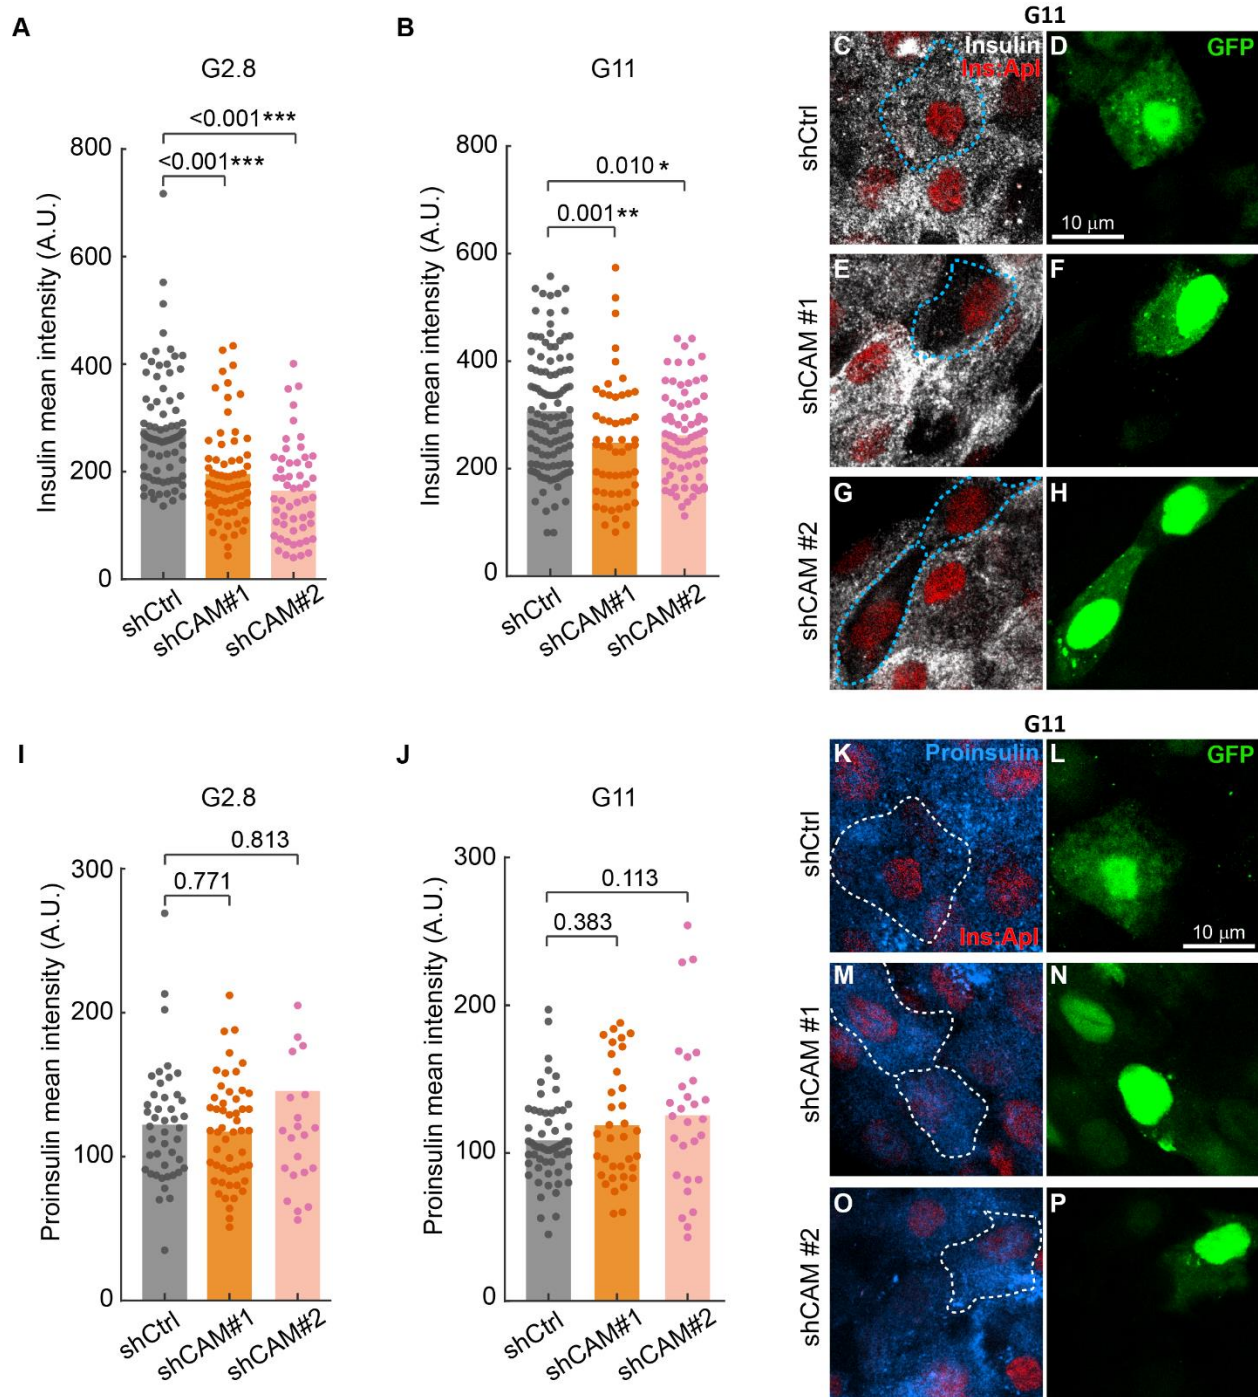 A
G2.8
<0.001***
<0.001***
Insulin mean intensity (A.U.)
800
600
400
200
0
shCtrl
shCAM#1
shCAM#2
B
G11
0.010 *
0.001**
Insulin mean intensity (A.U.)
800
600
400
200
0
shCtrl
shCAM#1
shCAM#2
G11
shCtrl
C
Insulin
Ins:Apl
D
GFP
10 μm
shCAM #1
E
F
shCAM #2
G
H
I
G2.8
0.813
0.771
Proinsulin mean intensity (A.U.)
300
200
100
0
shCtrl
shCAM#1
shCAM#2
J
G11
0.113
0.383
Proinsulin mean intensity (A.U.)
300
200
100
0
shCtrl
shCAM#1
shCAM#2
G11
shCtrl
K
Proinsulin
Ins:Apl
L
GFP
10 μm
shCAM #1
M
N
shCAM #2
O
P